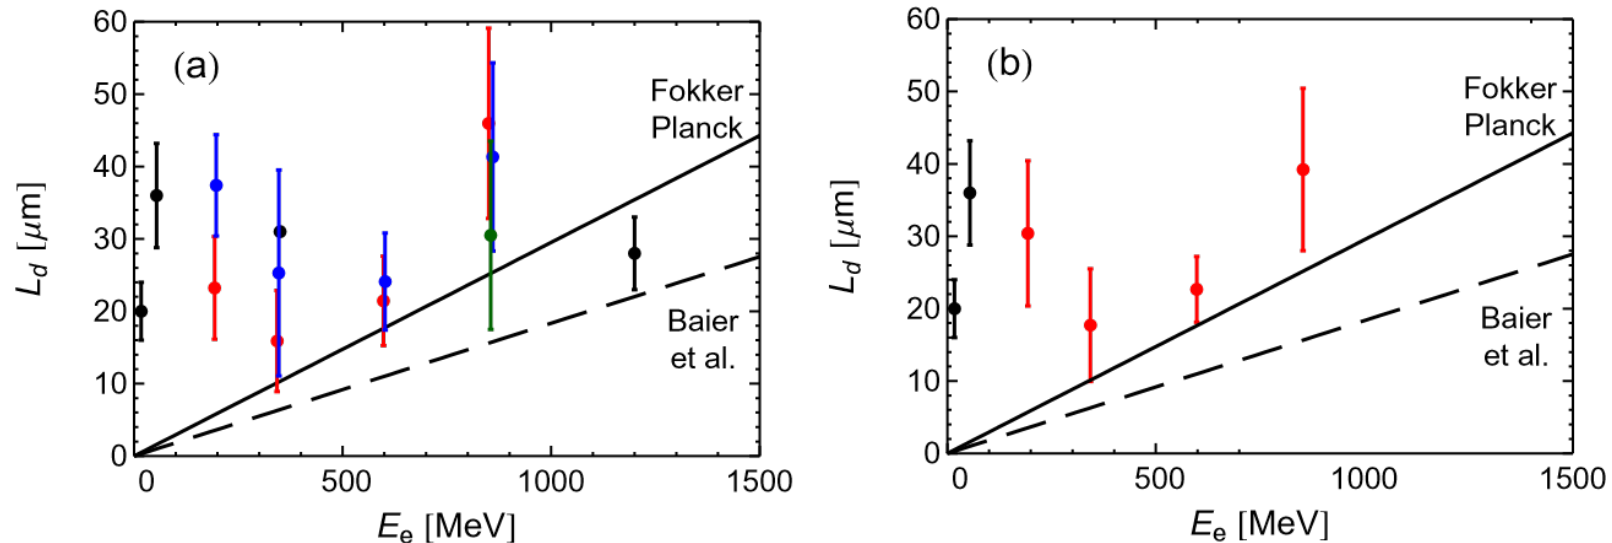 (a)
60
50
40
30
20
10
0
L_d [μm]
Fokker
Planck
Baier
et al.
0 500 1000 1500
E_e [MeV]
(b)
60
50
40
30
20
10
0
L_d [μm]
Fokker
Planck
Baier
et al.
0 500 1000 1500
E_e [MeV]